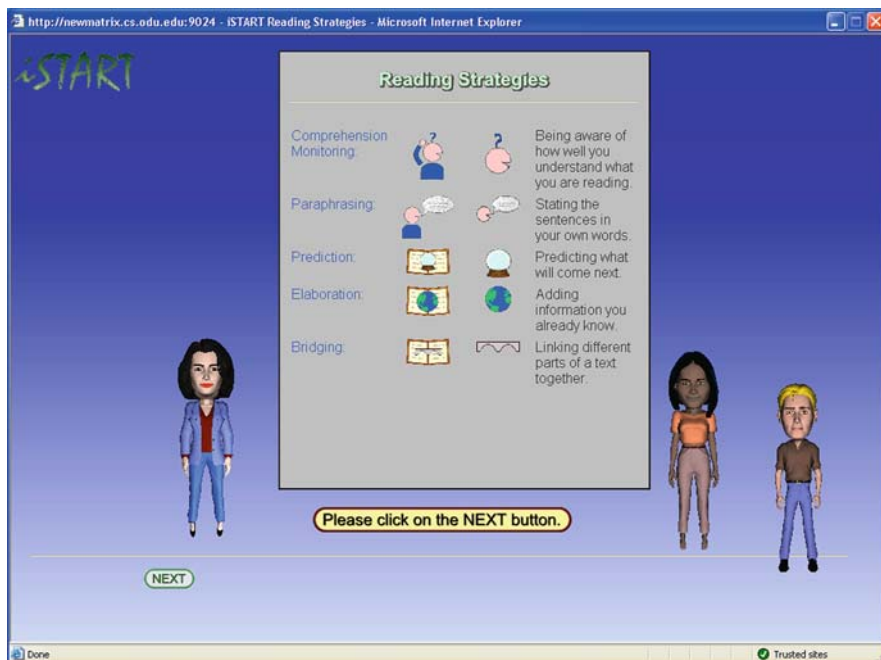 http://newmatrix.cs.odu.edu:9024 - iSTART Reading Strategies - Microsoft Internet Explorer
iSTART
Reading Strategies
Comprehension
Monitoring:
Being aware of
how well you
understand what
you are reading.
Paraphrasing:
Stating the
sentences in
your own words.
Prediction:
Predicting what
will come next.
Elaboration:
Adding
information you
already know.
Bridging:
Linking different
parts of a text
together.
Please click on the NEXT button.
NEXT
Done
Trusted sites